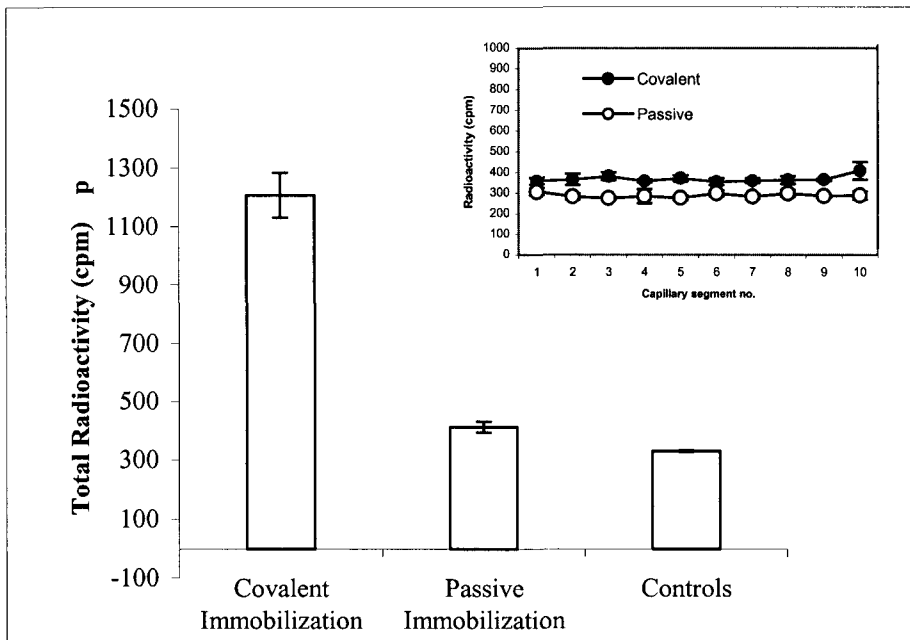 1500
1300
1100
900
700
500
300
100
-100
Total Radioactivity (cpm) p
Covalent
Immobilization
Passive
Immobilization
Controls
1000
900
800
700
600
500
400
300
200
100
0
Radioactivity (cpm)
Covalent
Passive
1 2 3 4 5 6 7 8 9 10
Capillary segment no.